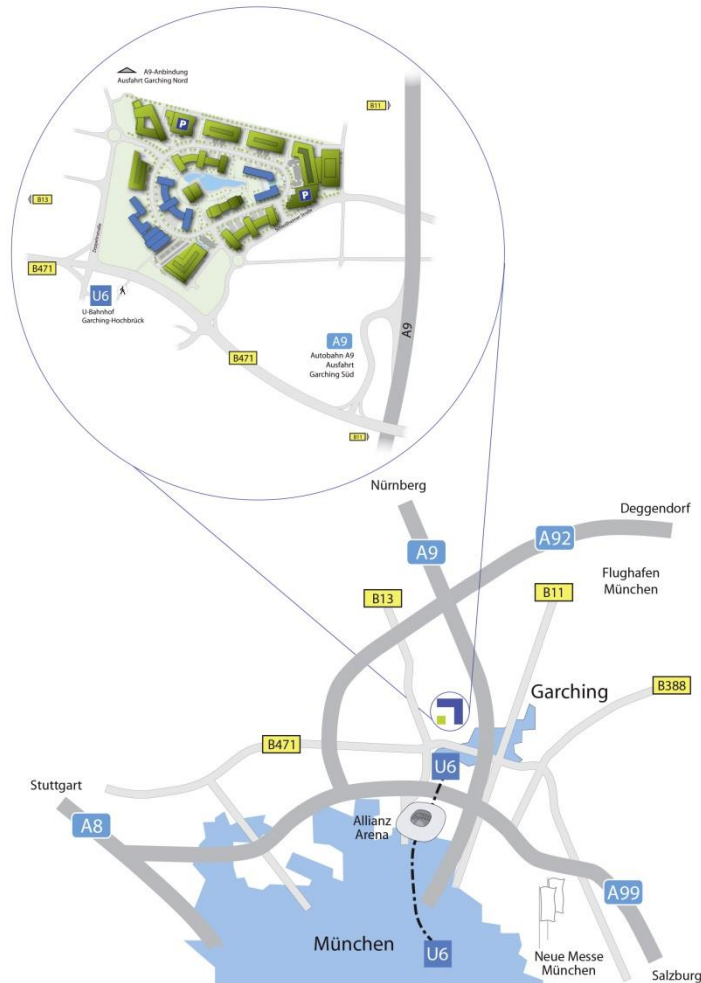 A9-Anbindung
Ausfahrt Garching Nord
B11
P
B13
P
B471
U6
U-Bahnhof
Garching-Hochbrück
A9
A9
Autobahn A9
Ausfahrt
Garching Süd
B471
B11
Nürnberg
Deggendorf
A9
A92
Flughafen
München
B13
B11
Garching
B388
B471
U6
Stuttgart
Allianz
Arena
A8
A99
München
U6
Neue Messe
München
Salzburg